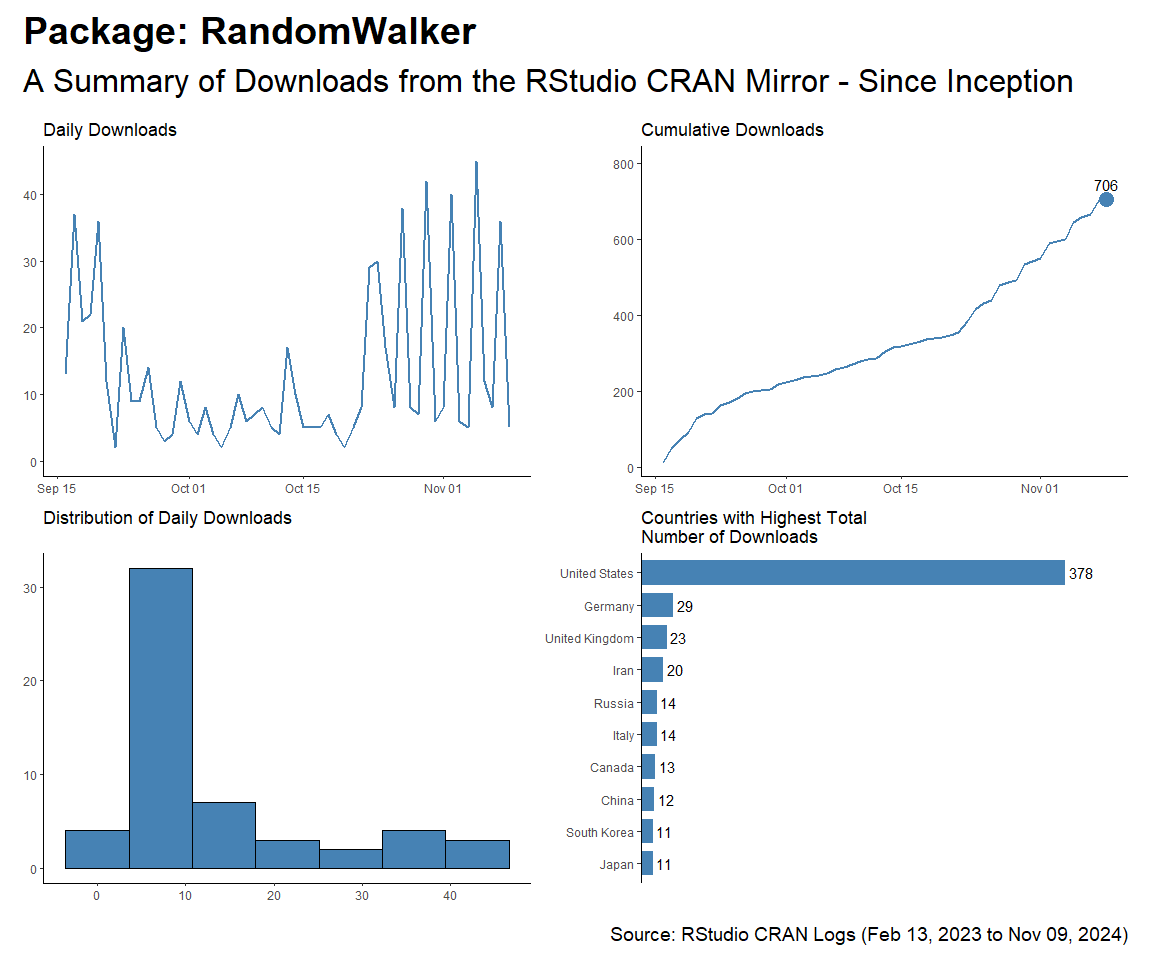 Package: RandomWalker
A Summary of Downloads from the RStudio CRAN Mirror - Since Inception
Daily Downloads
40
30
20
10
0
Sep 15
Oct 01
Oct 15
Nov 01
Cumulative Downloads
800
600
400
200
0
706
Sep 15
Oct 01
Oct 15
Nov 01
Distribution of Daily Downloads
30
20
10
0
0
10
20
30
40
Countries with Highest Total
Number of Downloads
United States 378
Germany 29
United Kingdom 23
Iran 20
Russia 14
Italy 14
Canada 13
China 12
South Korea 11
Japan 11
Source: RStudio CRAN Logs (Feb 13, 2023 to Nov 09, 2024)